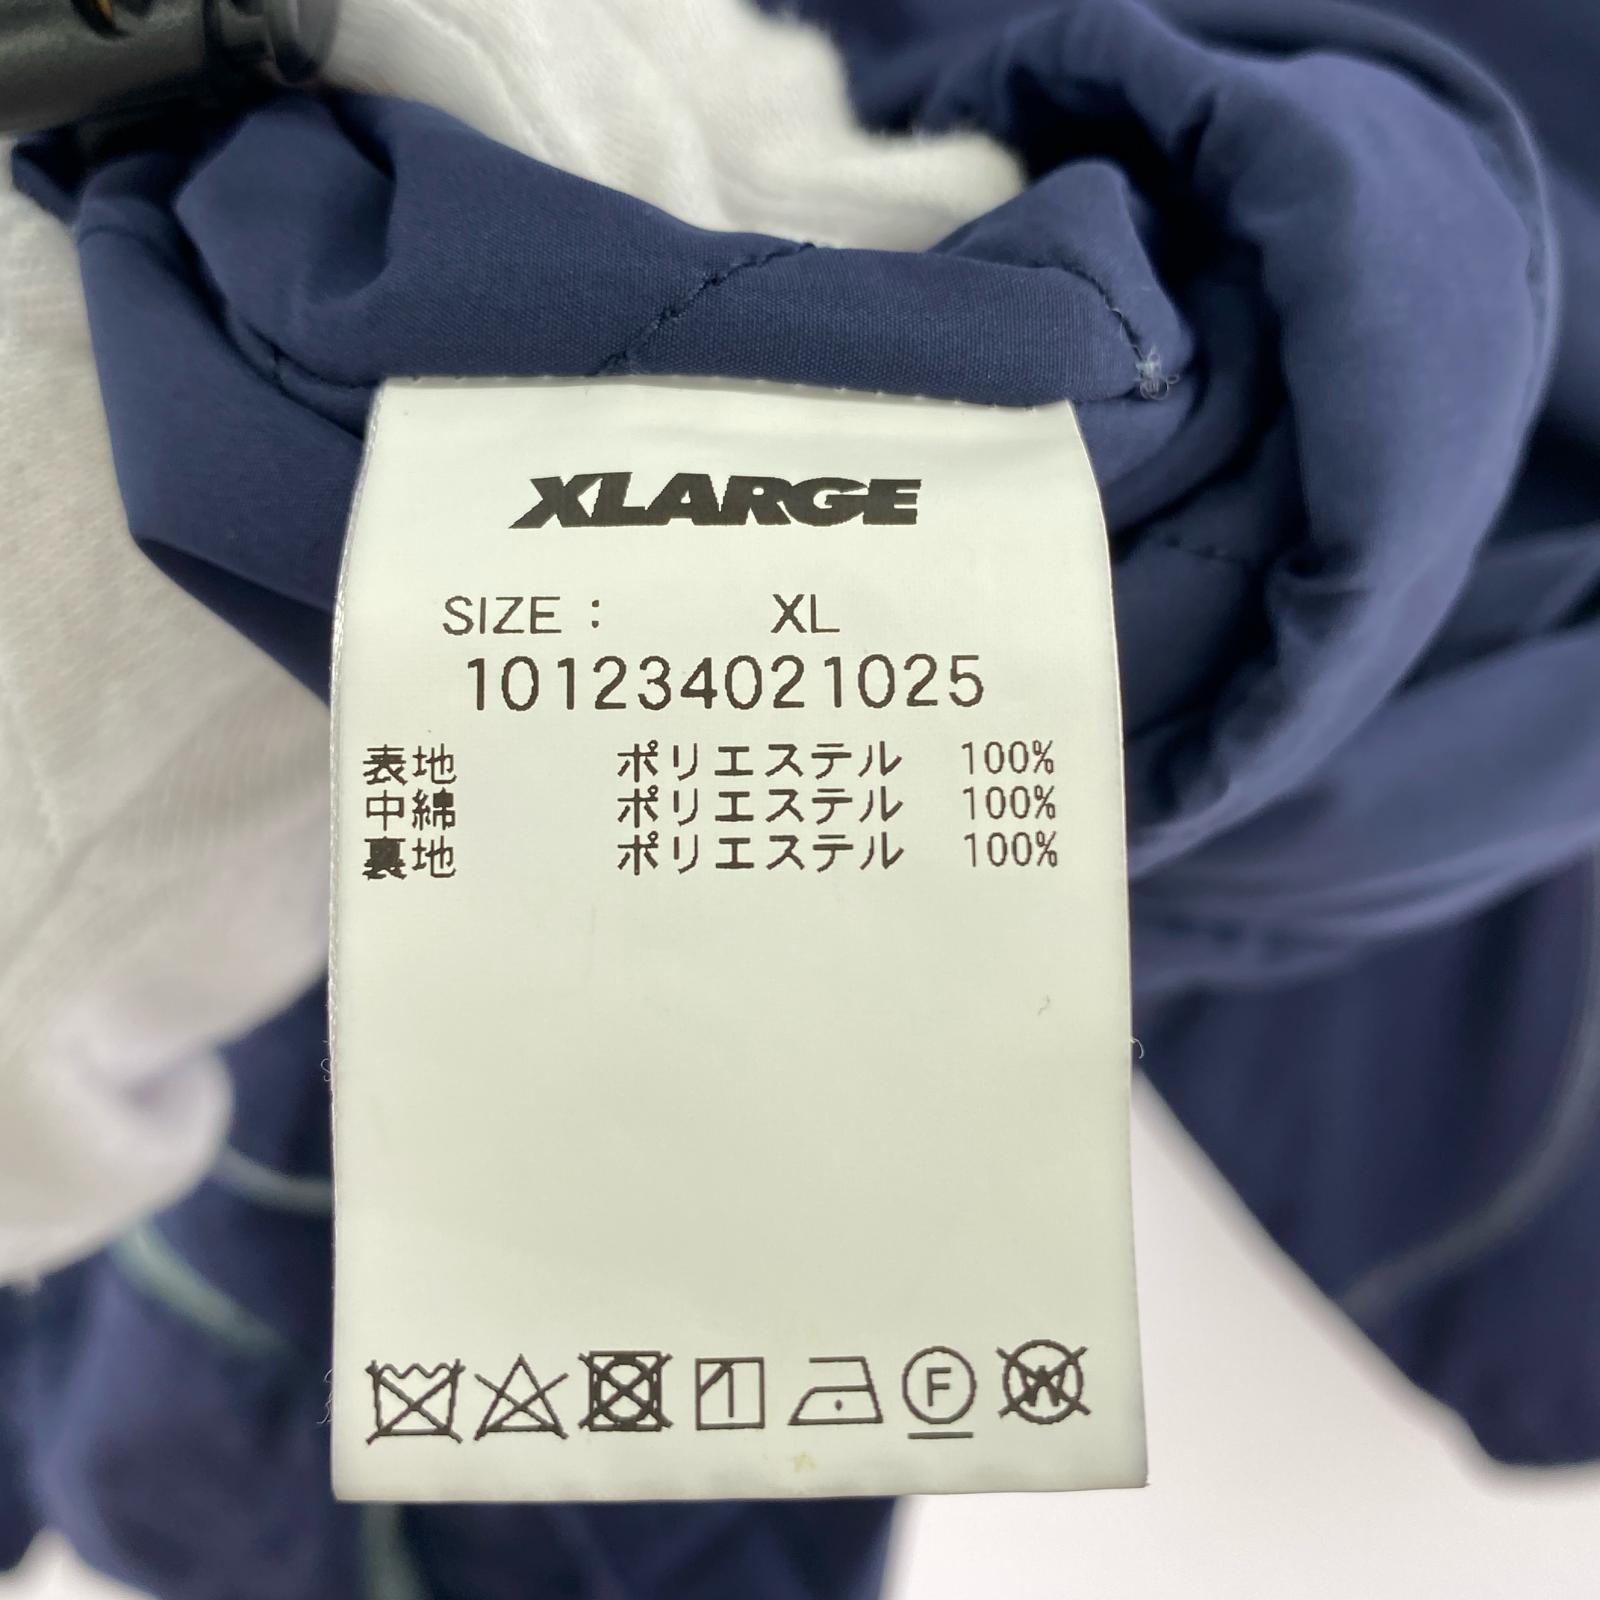 XLARGE
SIZE : XL
101234021025
表地 ポリエステル 100%
中綿 ポリエステル 100%
裏地 ポリエステル 100%
F
W